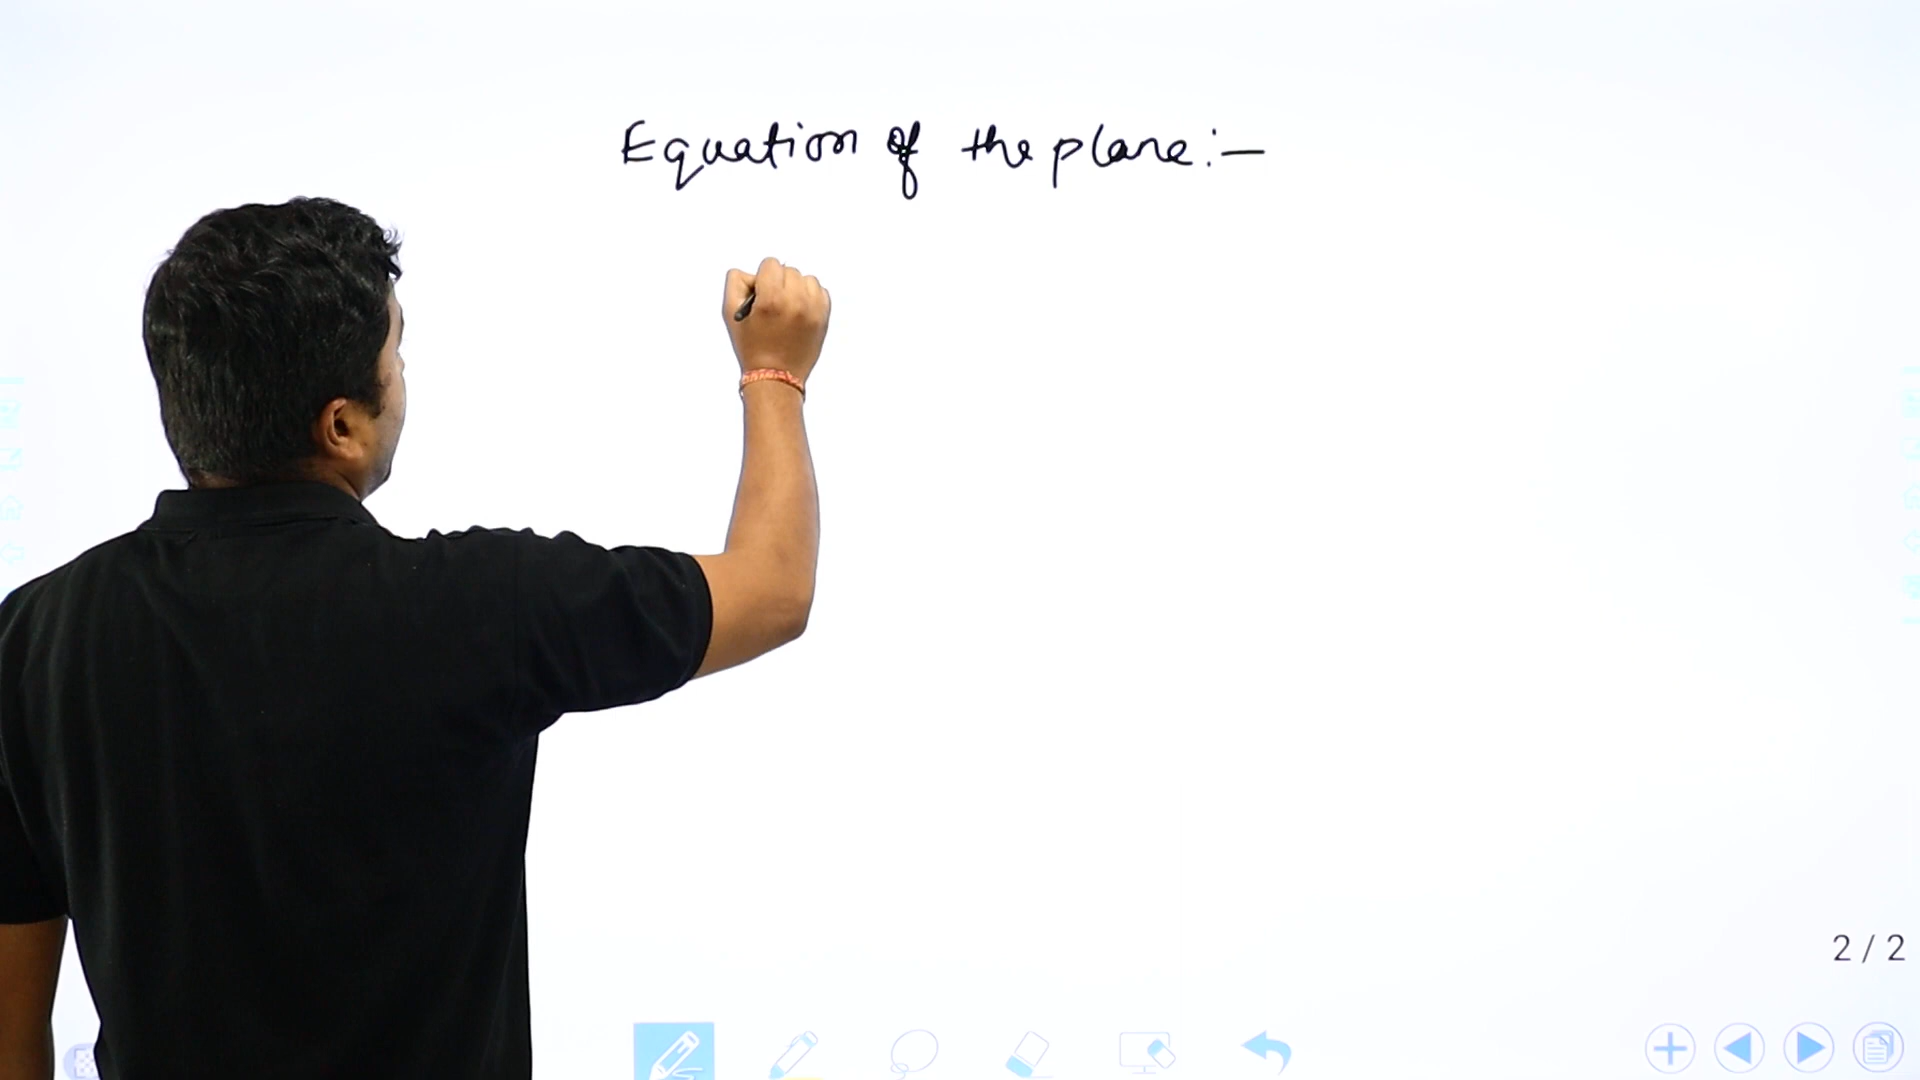 Equation of the plane:-
2 / 2